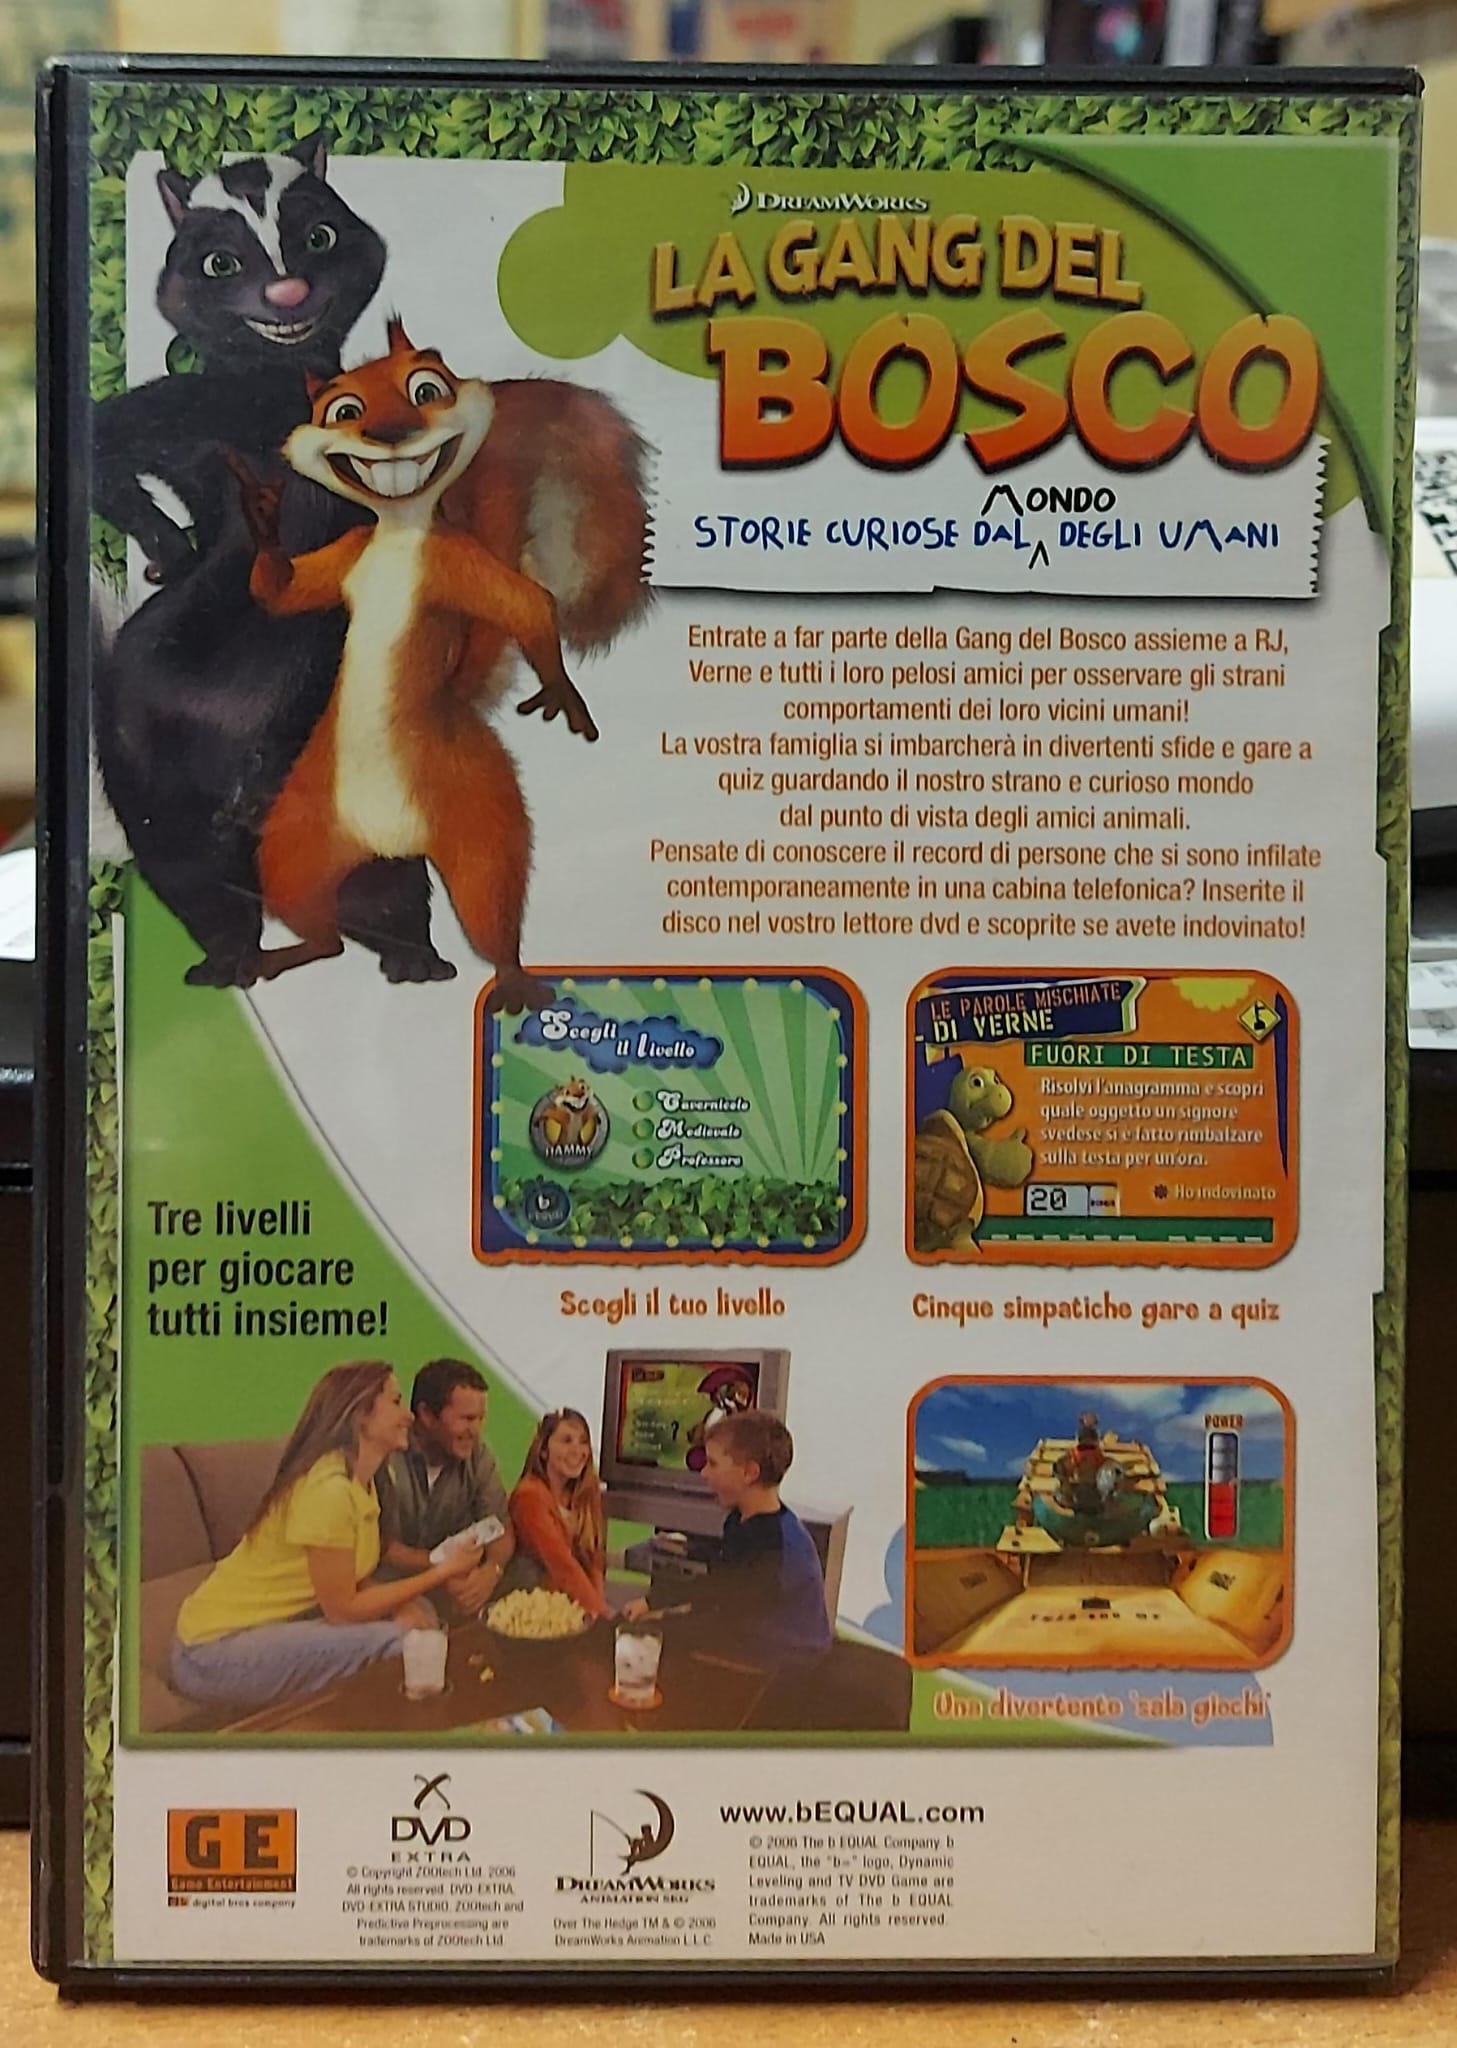 DREAMWORKS
LA GANG DEL
BOSCO
MONDO
STORIE CURIOSE DAL DEGLI UMANI
Entrate a far parte della Gang del Bosco assieme a RJ,
Verne e tutti i loro pelosi amici per osservare gli strani
comportamenti dei loro vicini umani!
La vostra famiglia si imbarcherà in divertenti sfide e gare a
quiz guardando il nostro strano e curioso mondo
dal punto di vista degli amici animali.
Pensate di conoscere il record di persone che si sono infilate
contemporaneamente in una cabina telefonica? Inserite il
disco nel vostro lettore dvd e scoprite se avete indovinato!
Scegli
il Livello
Cavernicolo
Medievale
Professore
HAMMY
LE PAROLE MISCHIATE
DI VERNE
FUORI DI TESTA
Risolvi l'anagramma e scopri
quale oggetto un signore
svedese si è fatto rimbalzare
sulla testa per un'ora.
20
Ho indovinato
Scegli il tuo livello
Cinque simpatiche gare a quiz
Tre livelli
per giocare
tutti insieme!
POWER
Una divertente 'sala giochi'
GE
Game Entertainment
digital bros company
DVD
EXTRA
© Copyright ZOOtech Ltd. 2006
All rights reserved. DVD-EXTRA,
DVD-EXTRA STUDIO, ZOOtech and
Predictive Preprocessing are
trademarks of ZOOtech Ltd.
DREAMWORKS
ANIMATION SKG
Over The Hedge TM & © 2006
DreamWorks Animation L.L.C.
www.bEQUAL.com
© 2006 The b EQUAL Company. b
EQUAL, the "b=" logo, Dynamic
Leveling and TV DVD Game are
trademarks of The b EQUAL
Company. All rights reserved.
Made in USA